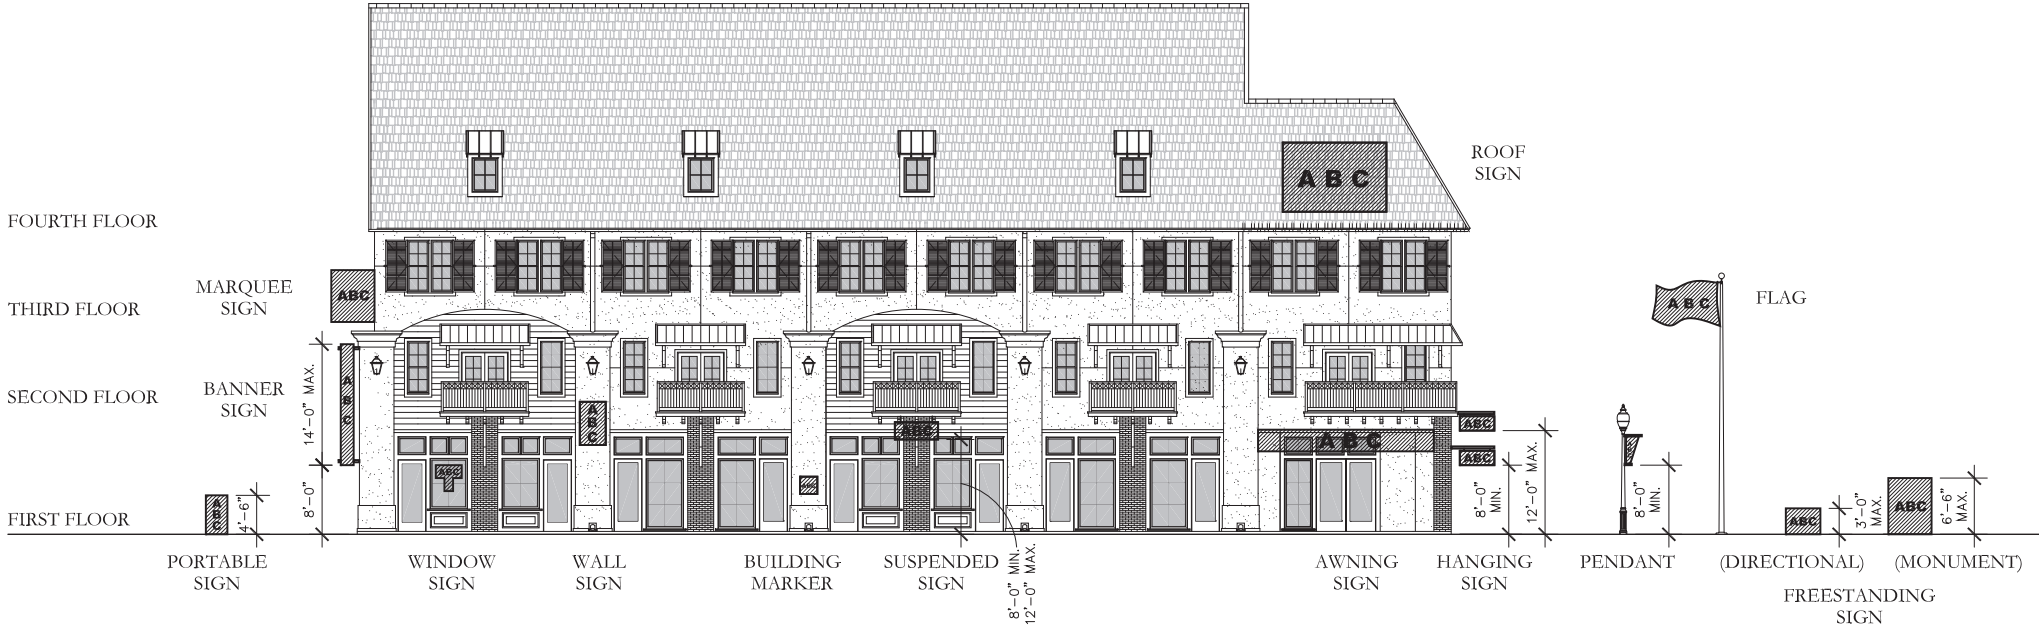 ROOF
SIGN
A B C
FOURTH FLOOR
MARQUEE
SIGN
ABC
THIRD FLOOR
A B C
FLAG
14'-0" MAX.
A
B
C
BANNER
SIGN
SECOND FLOOR
A
B
C
ABC
A B C
ABC
ABC
ABC
8'-0"
MIN.
12'-0" MAX.
8'-0"
MIN.
FIRST FLOOR
A
B
C
4'-6"
8'-0"
ABC
3'-0"
MAX.
ABC
6'-6"
MAX.
PORTABLE
SIGN
WINDOW
SIGN
WALL
SIGN
BUILDING
MARKER
SUSPENDED
SIGN
8'-0" MIN.
12'-0" MAX.
AWNING
SIGN
HANGING
SIGN
PENDANT
(DIRECTIONAL)
(MONUMENT)
FREESTANDING
SIGN